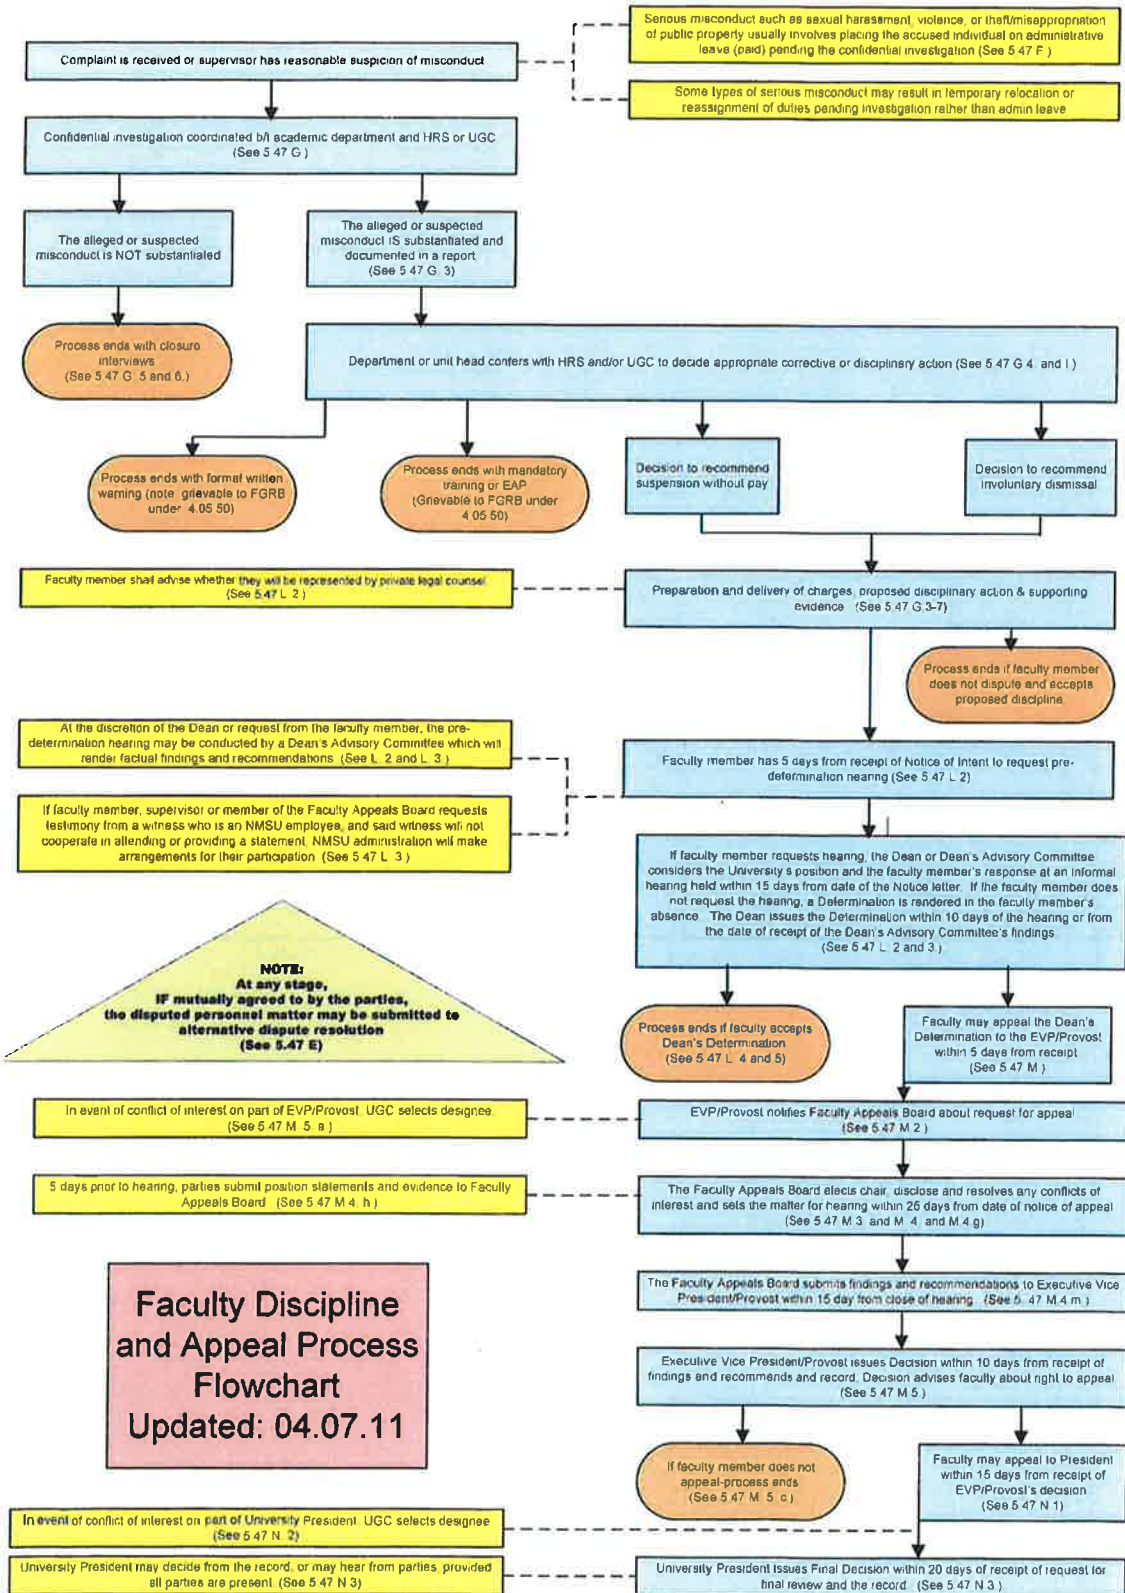 Serious misconduct such as sexual harassment, violence, or theft/misappropriation
of public property usually involves placing the accused individual on administrative
leave (paid) pending the confidential investigation (See 5 47 F )
Complaint is received or supervisor has reasonable suspicion of misconduct
Some types of serious misconduct may result in temporary relocation or
reassignment of duties pending investigation rather than admin leave
Confidential investigation coordinated b/t academic department and HRS or UGC
(See 5 47 G )
The alleged or suspected
misconduct is NOT substantiated
The alleged or suspected
misconduct IS substantiated and
documented in a report
(See 5 47 G 3)
Process ends with closure
interviews
(See 5 47 G 5 and 6.)
Department or unit head confers with HRS and/or UGC to decide appropriate corrective or disciplinary action (See 5 47 G 4 and I )
Process ends with formal written
warning (note grievable to FGRB
under 4.05 50)
Process ends with mandatory
training or EAP
(Grievable to FGRB under
4 05 50)
Decision to recommend
suspension without pay
Decision to recommend
involuntary dismissal
Faculty member shall advise whether they will be represented by private legal counsel
(See 5.47 L 2 )
Preparation and delivery of charges, proposed disciplinary action & supporting
evidence (See 5.47 G.3-7)
Process ends if faculty member
does not dispute and accepts
proposed discipline
At the discretion of the Dean or request from the faculty member, the pre-
determination hearing may be conducted by a Dean's Advisory Committee which will
render factual findings and recommendations (See L 2 and L 3 )
Faculty member has 5 days from receipt of Notice of Intent to request pre-
determination hearing (See 5 47 L 2)
If faculty member, supervisor or member of the Faculty Appeals Board requests
testimony from a witness who is an NMSU employee, and said witness will not
cooperate in attending or providing a statement, NMSU administration will make
arrangements for their participation (See 5 47 L 3 )
If faculty member requests hearing, the Dean or Dean's Advisory Committee
considers the University's position and the faculty member's response at an informal
hearing held within 15 days from date of the Notice letter. If the faculty member does
not request the hearing, a Determination is rendered in the faculty member's
absence The Dean issues the Determination within 10 days of the hearing or from
the date of receipt of the Dean's Advisory Committee's findings
(See 5 47 L 2 and 3 )
NOTE:
At any stage,
IF mutually agreed to by the parties,
the disputed personnel matter may be submitted to
alternative dispute resolution
(See 5.47 E)
Process ends if faculty accepts
Dean's Determination
(See 5 47 L 4 and 5)
Faculty may appeal the Dean's
Determination to the EVP/Provost
within 5 days from receipt
(See 5 47 M )
In event of conflict of interest on part of EVP/Provost UGC selects designee
(See 5 47 M 5 a )
EVP/Provost notifies Faculty Appeals Board about request for appeal
(See 5 47 M 2 )
5 days prior to hearing, parties submit position statements and evidence to Faculty
Appeals Board (See 5 47 M 4 h )
The Faculty Appeals Board elects chair, disclose and resolves any conflicts of
interest and sets the matter for hearing within 25 days from date of notice of appeal
(See 5 47 M 3 and M 4 and M.4.g)
The Faculty Appeals Board submits findings and recommendations to Executive Vice
President/Provost within 15 day from close of hearing (See 5 47 M.4 m )
Faculty Discipline
and Appeal Process
Flowchart
Updated: 04.07.11
Executive Vice President/Provost issues Decision within 10 days from receipt of
findings and recommends and record. Decision advises faculty about right to appeal
(See 5 47 M 5 )
If faculty member does not
appeal-process ends
(See 5 47 M 5 c)
Faculty may appeal to President
within 15 days from receipt of
EVP/Provost's decision
(See 5 47 N 1)
In event of conflict of interest on part of University President UGC selects designee
(See 5 47 N 2)
University President may decide from the record, or may hear from parties, provided
all parties are present (See 5 47 N 3)
University President issues Final Decision within 20 days of receipt of request for
final review and the record (See 5 47 N 3 )